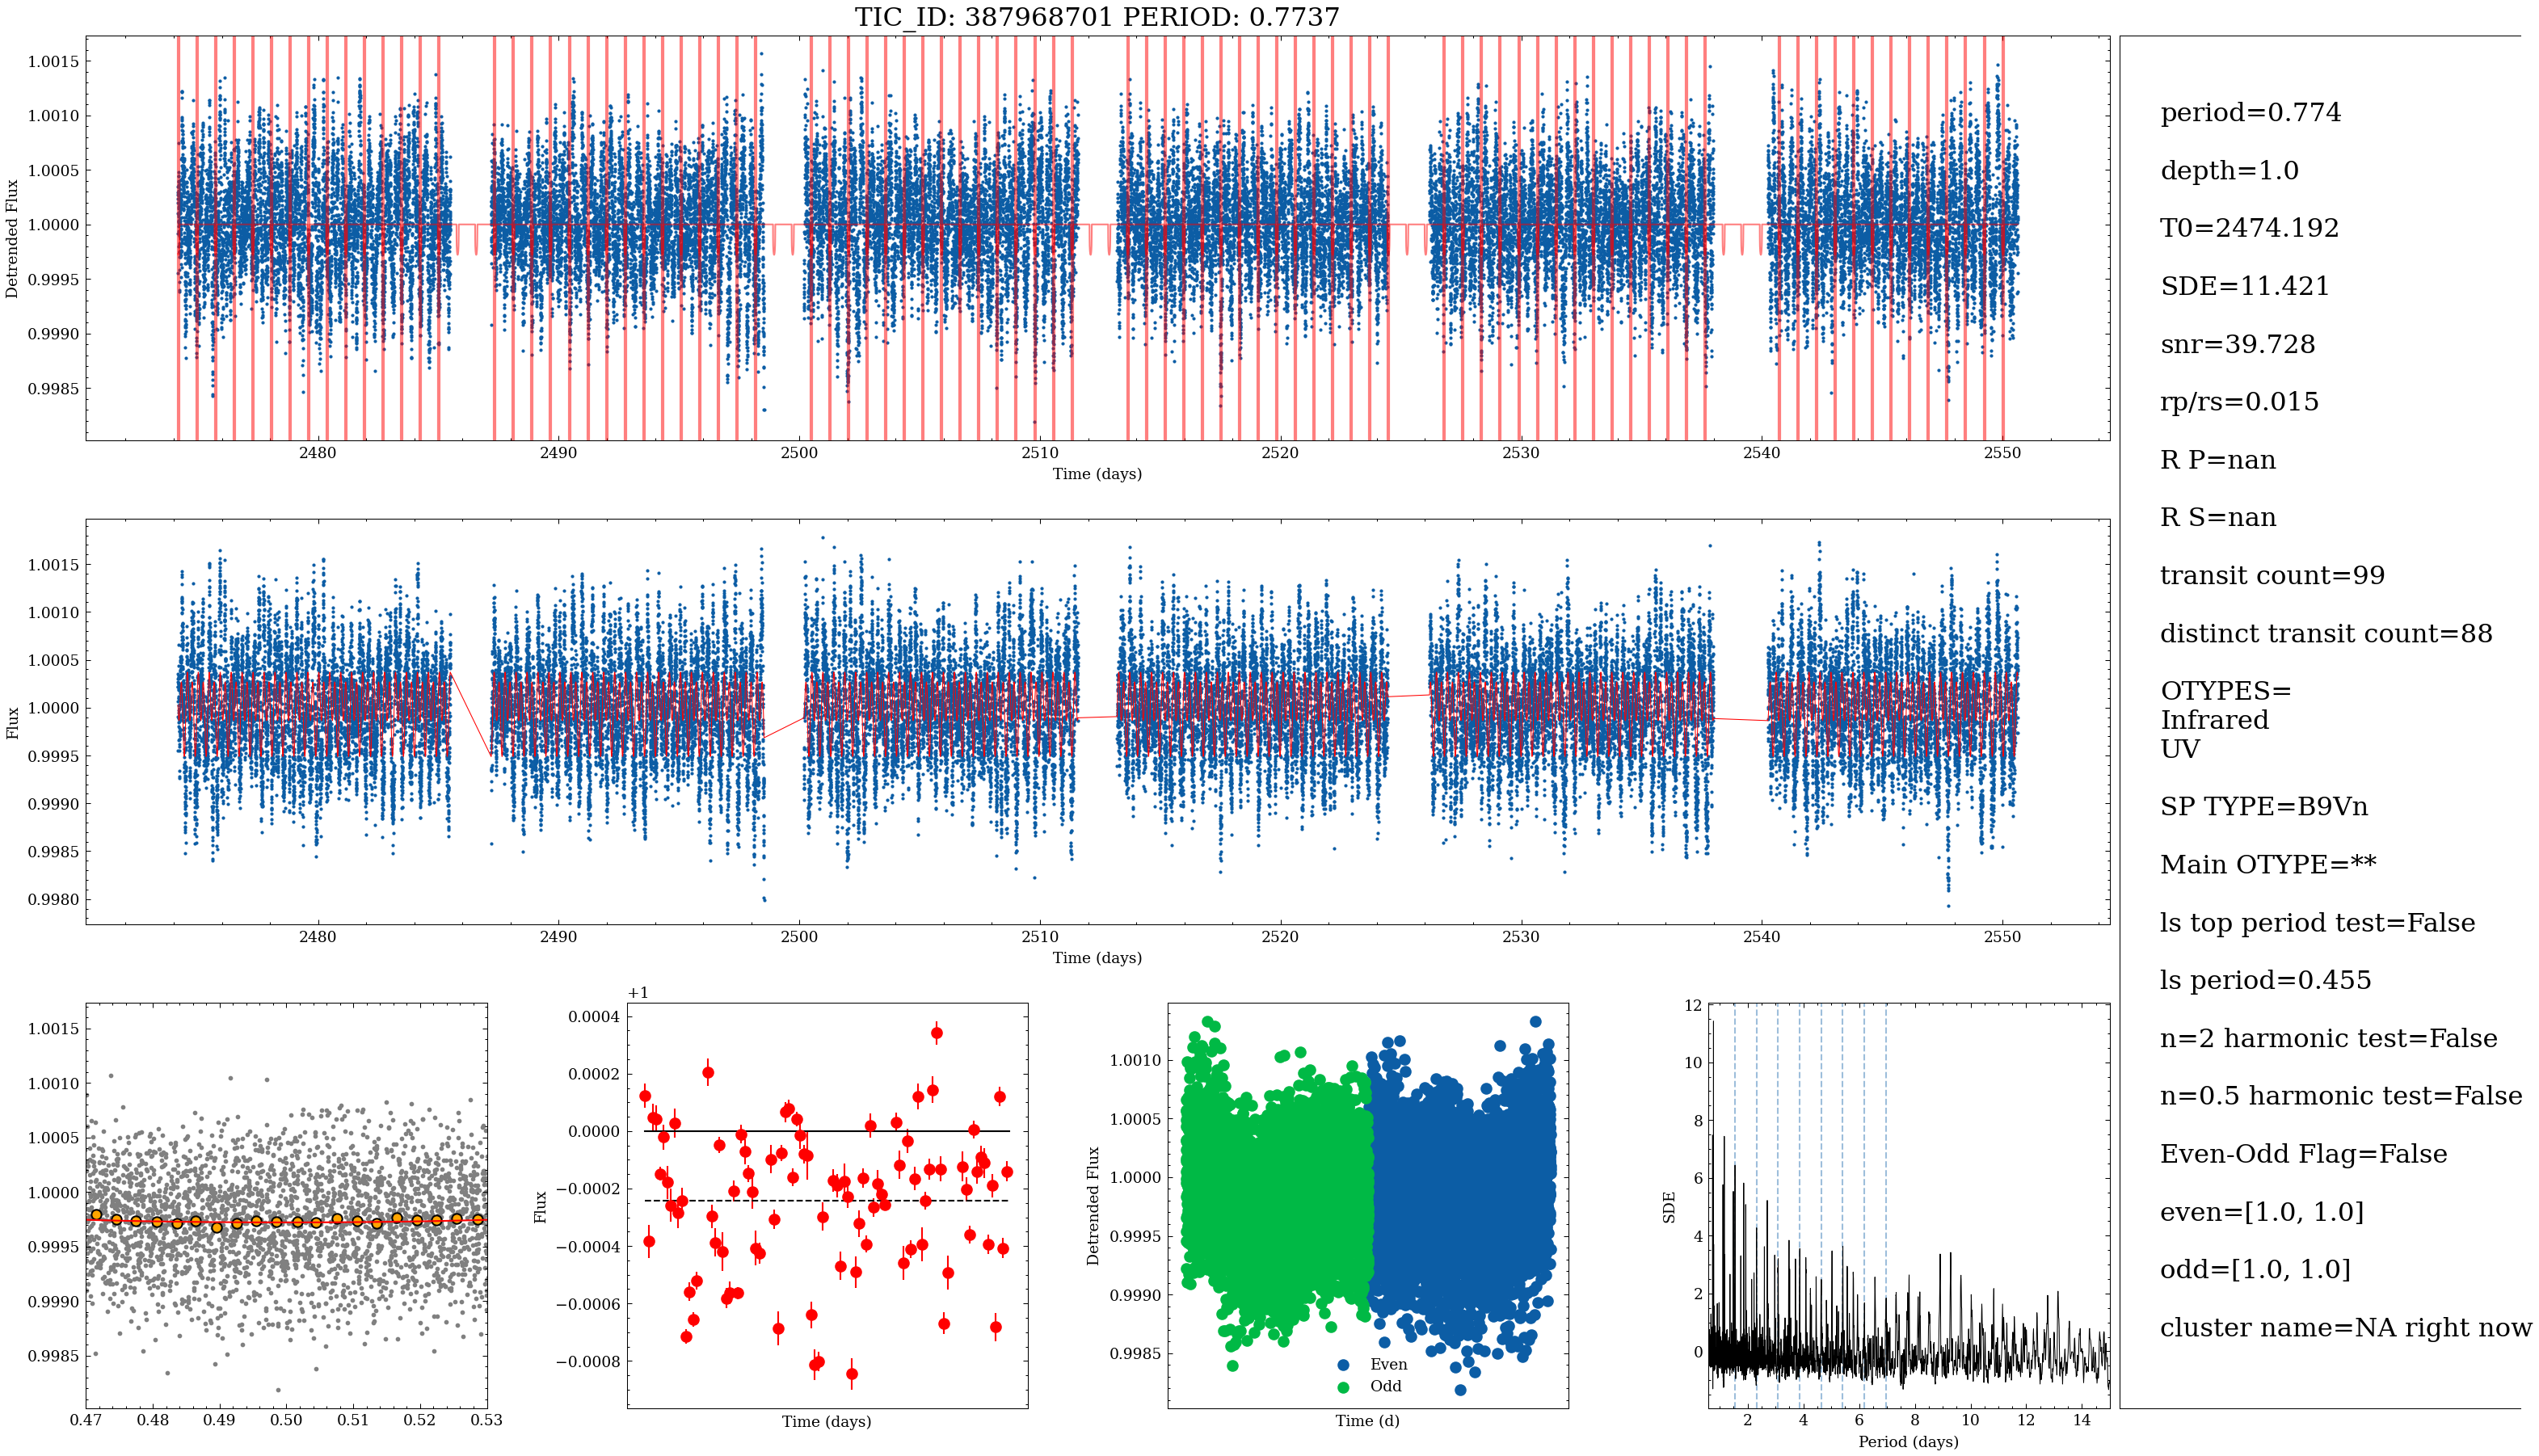 TIC_ID: 387968701 PERIOD: 0.7737
1.0015
1.0010
1.0005
1.0000
0.9995
0.9990
0.9985
Detrended Flux
2480 2490 2500 2510 2520 2530 2540 2550
Time (days)
1.0015
1.0010
1.0005
1.0000
0.9995
0.9990
0.9985
0.9980
Flux
2480 2490 2500 2510 2520 2530 2540 2550
Time (days)
1.0015
1.0010
1.0005
1.0000
0.9995
0.9990
0.9985
0.47 0.48 0.49 0.50 0.51 0.52 0.53
+1
0.0004
0.0002
0.0000
−0.0002
−0.0004
−0.0006
−0.0008
Flux
Time (days)
1.0010
1.0005
1.0000
0.9995
0.9990
0.9985
Detrended Flux
Even
Odd
Time (d)
12
10
8
6
4
2
0
SDE
2 4 6 8 10 12 14
Period (days)
period=0.774
depth=1.0
T0=2474.192
SDE=11.421
snr=39.728
rp/rs=0.015
R P=nan
R S=nan
transit count=99
distinct transit count=88
OTYPES=
Infrared
UV
SP TYPE=B9Vn
Main OTYPE=**
ls top period test=False
ls period=0.455
n=2 harmonic test=False
n=0.5 harmonic test=False
Even-Odd Flag=False
even=[1.0, 1.0]
odd=[1.0, 1.0]
cluster name=NA right now